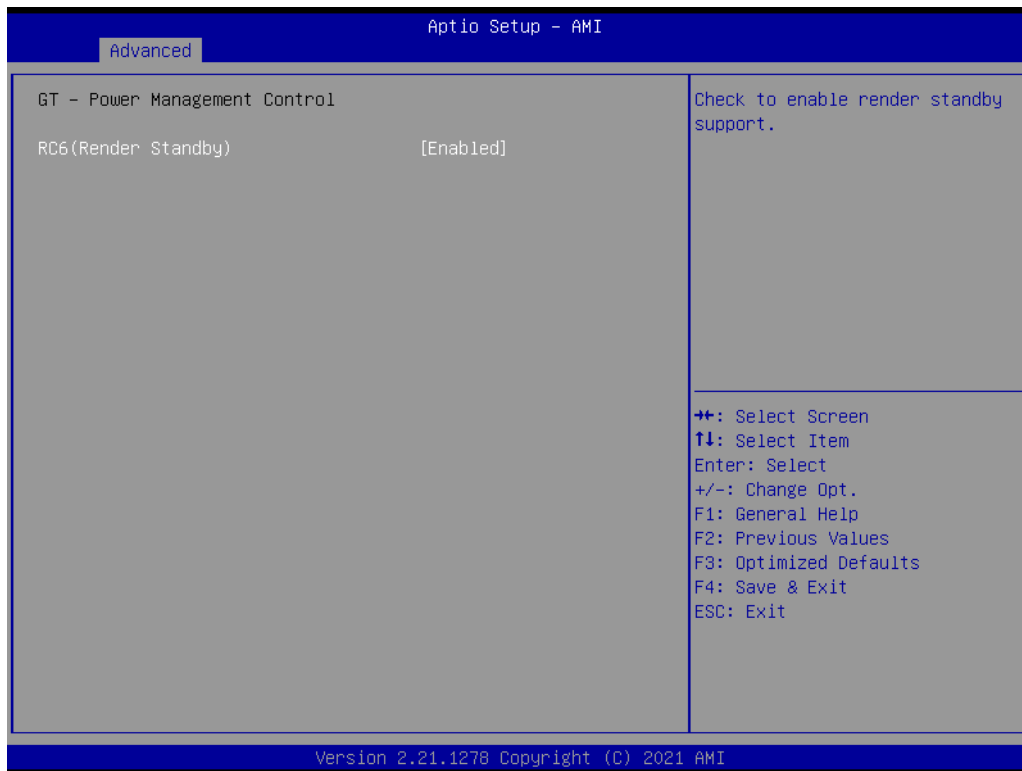 Aptio Setup – AMI
Advanced
GT – Power Management Control
RC6(Render Standby) [Enabled]
Check to enable render standby
support.
→←: Select Screen
↑↓: Select Item
Enter: Select
+/-: Change Opt.
F1: General Help
F2: Previous Values
F3: Optimized Defaults
F4: Save & Exit
ESC: Exit
Version 2.21.1278 Copyright (C) 2021 AMI